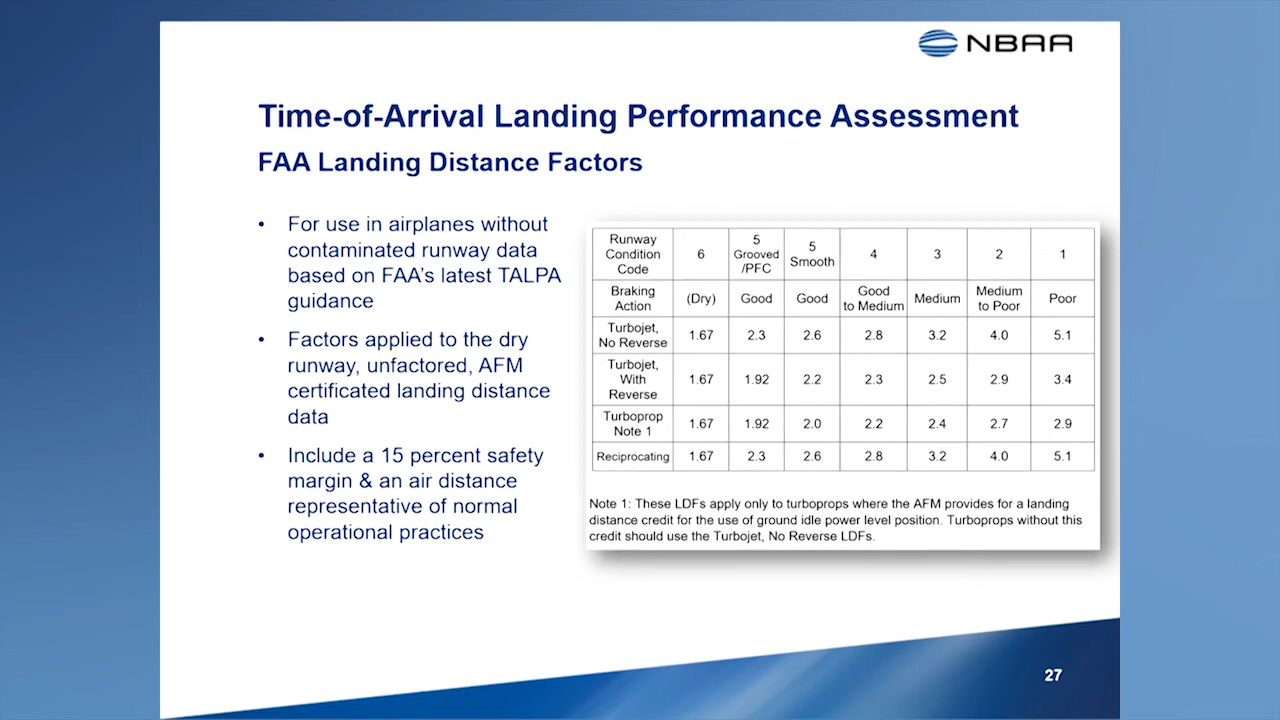 NBAA
Time-of-Arrival Landing Performance Assessment
FAA Landing Distance Factors
• For use in airplanes without
contaminated runway data
based on FAA's latest TALPA
guidance
• Factors applied to the dry
runway, unfactored, AFM
certificated landing distance
data
• Include a 15 percent safety
margin & an air distance
representative of normal
operational practices
Runway Condition Code 6 5 Grooved /PFC 5 Smooth 4 3 2 1
Braking Action (Dry) Good Good Good to Medium Medium Medium to Poor Poor
Turbojet, No Reverse 1.67 2.3 2.6 2.8 3.2 4.0 5.1
Turbojet, With Reverse 1.67 1.92 2.2 2.3 2.5 2.9 3.4
Turboprop Note 1 1.67 1.92 2.0 2.2 2.4 2.7 2.9
Reciprocating 1.67 2.3 2.6 2.8 3.2 4.0 5.1
Note 1: These LDFs apply only to turboprops where the AFM provides for a landing
distance credit for the use of ground idle power level position. Turboprops without this
credit should use the Turbojet, No Reverse LDFs.
27